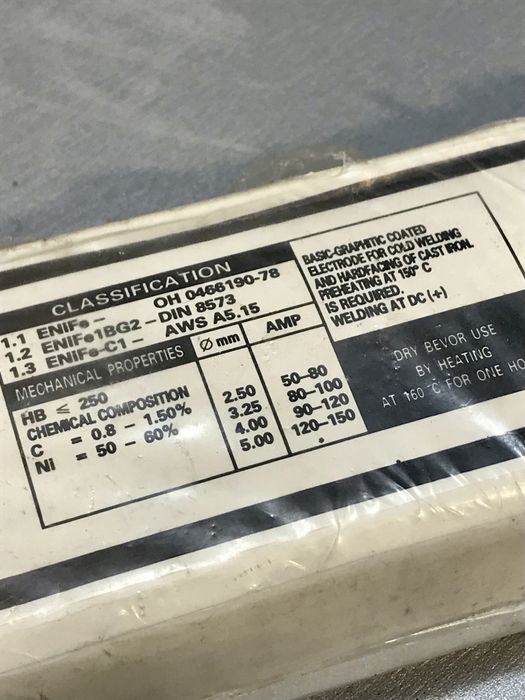 CLASSIFICATION
1.1 ENiFe – OH 0466190-78
1.2 ENiFe1BG2 – DIN 8573
1.3 ENiFe-C1 – AWS A5.15
MECHANICAL PROPERTIES
HB ≤ 250
CHEMICAL COMPOSITION
C = 0.8 – 1.50%
Ni = 50 – 60%
Ø mm AMP
2.50 50–80
3.25 80–100
4.00 90–120
5.00 120–150
BASIC-GRAPHITIC COATED
ELECTRODE FOR COLD WELDING
AND HARDFACING OF CAST IRON.
PREHEATING AT 150° C
IS REQUIRED.
WELDING AT DC (+)
DRY BEVOR USE
BY HEATING
AT 160 °C FOR ONE HO